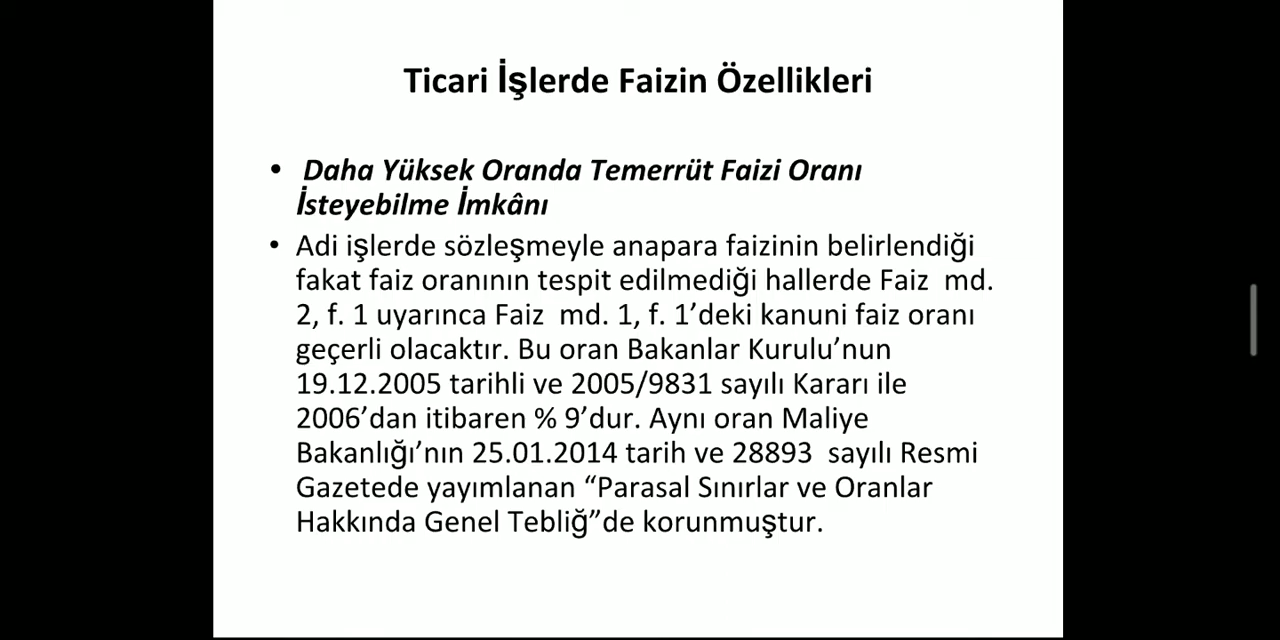 Ticari İşlerde Faizin Özellikleri
• Daha Yüksek Oranda Temerrüt Faizi Oranı
İsteyebilme İmkânı
• Adi işlerde sözleşmeyle anapara faizinin belirlendiği
fakat faiz oranının tespit edilmediği hallerde Faiz md.
2, f. 1 uyarınca Faiz md. 1, f. 1’deki kanuni faiz oranı
geçerli olacaktır. Bu oran Bakanlar Kurulu’nun
19.12.2005 tarihli ve 2005/9831 sayılı Kararı ile
2006’dan itibaren % 9’dur. Aynı oran Maliye
Bakanlığı’nın 25.01.2014 tarih ve 28893 sayılı Resmi
Gazetede yayımlanan “Parasal Sınırlar ve Oranlar
Hakkında Genel Tebliğ”de korunmuştur.